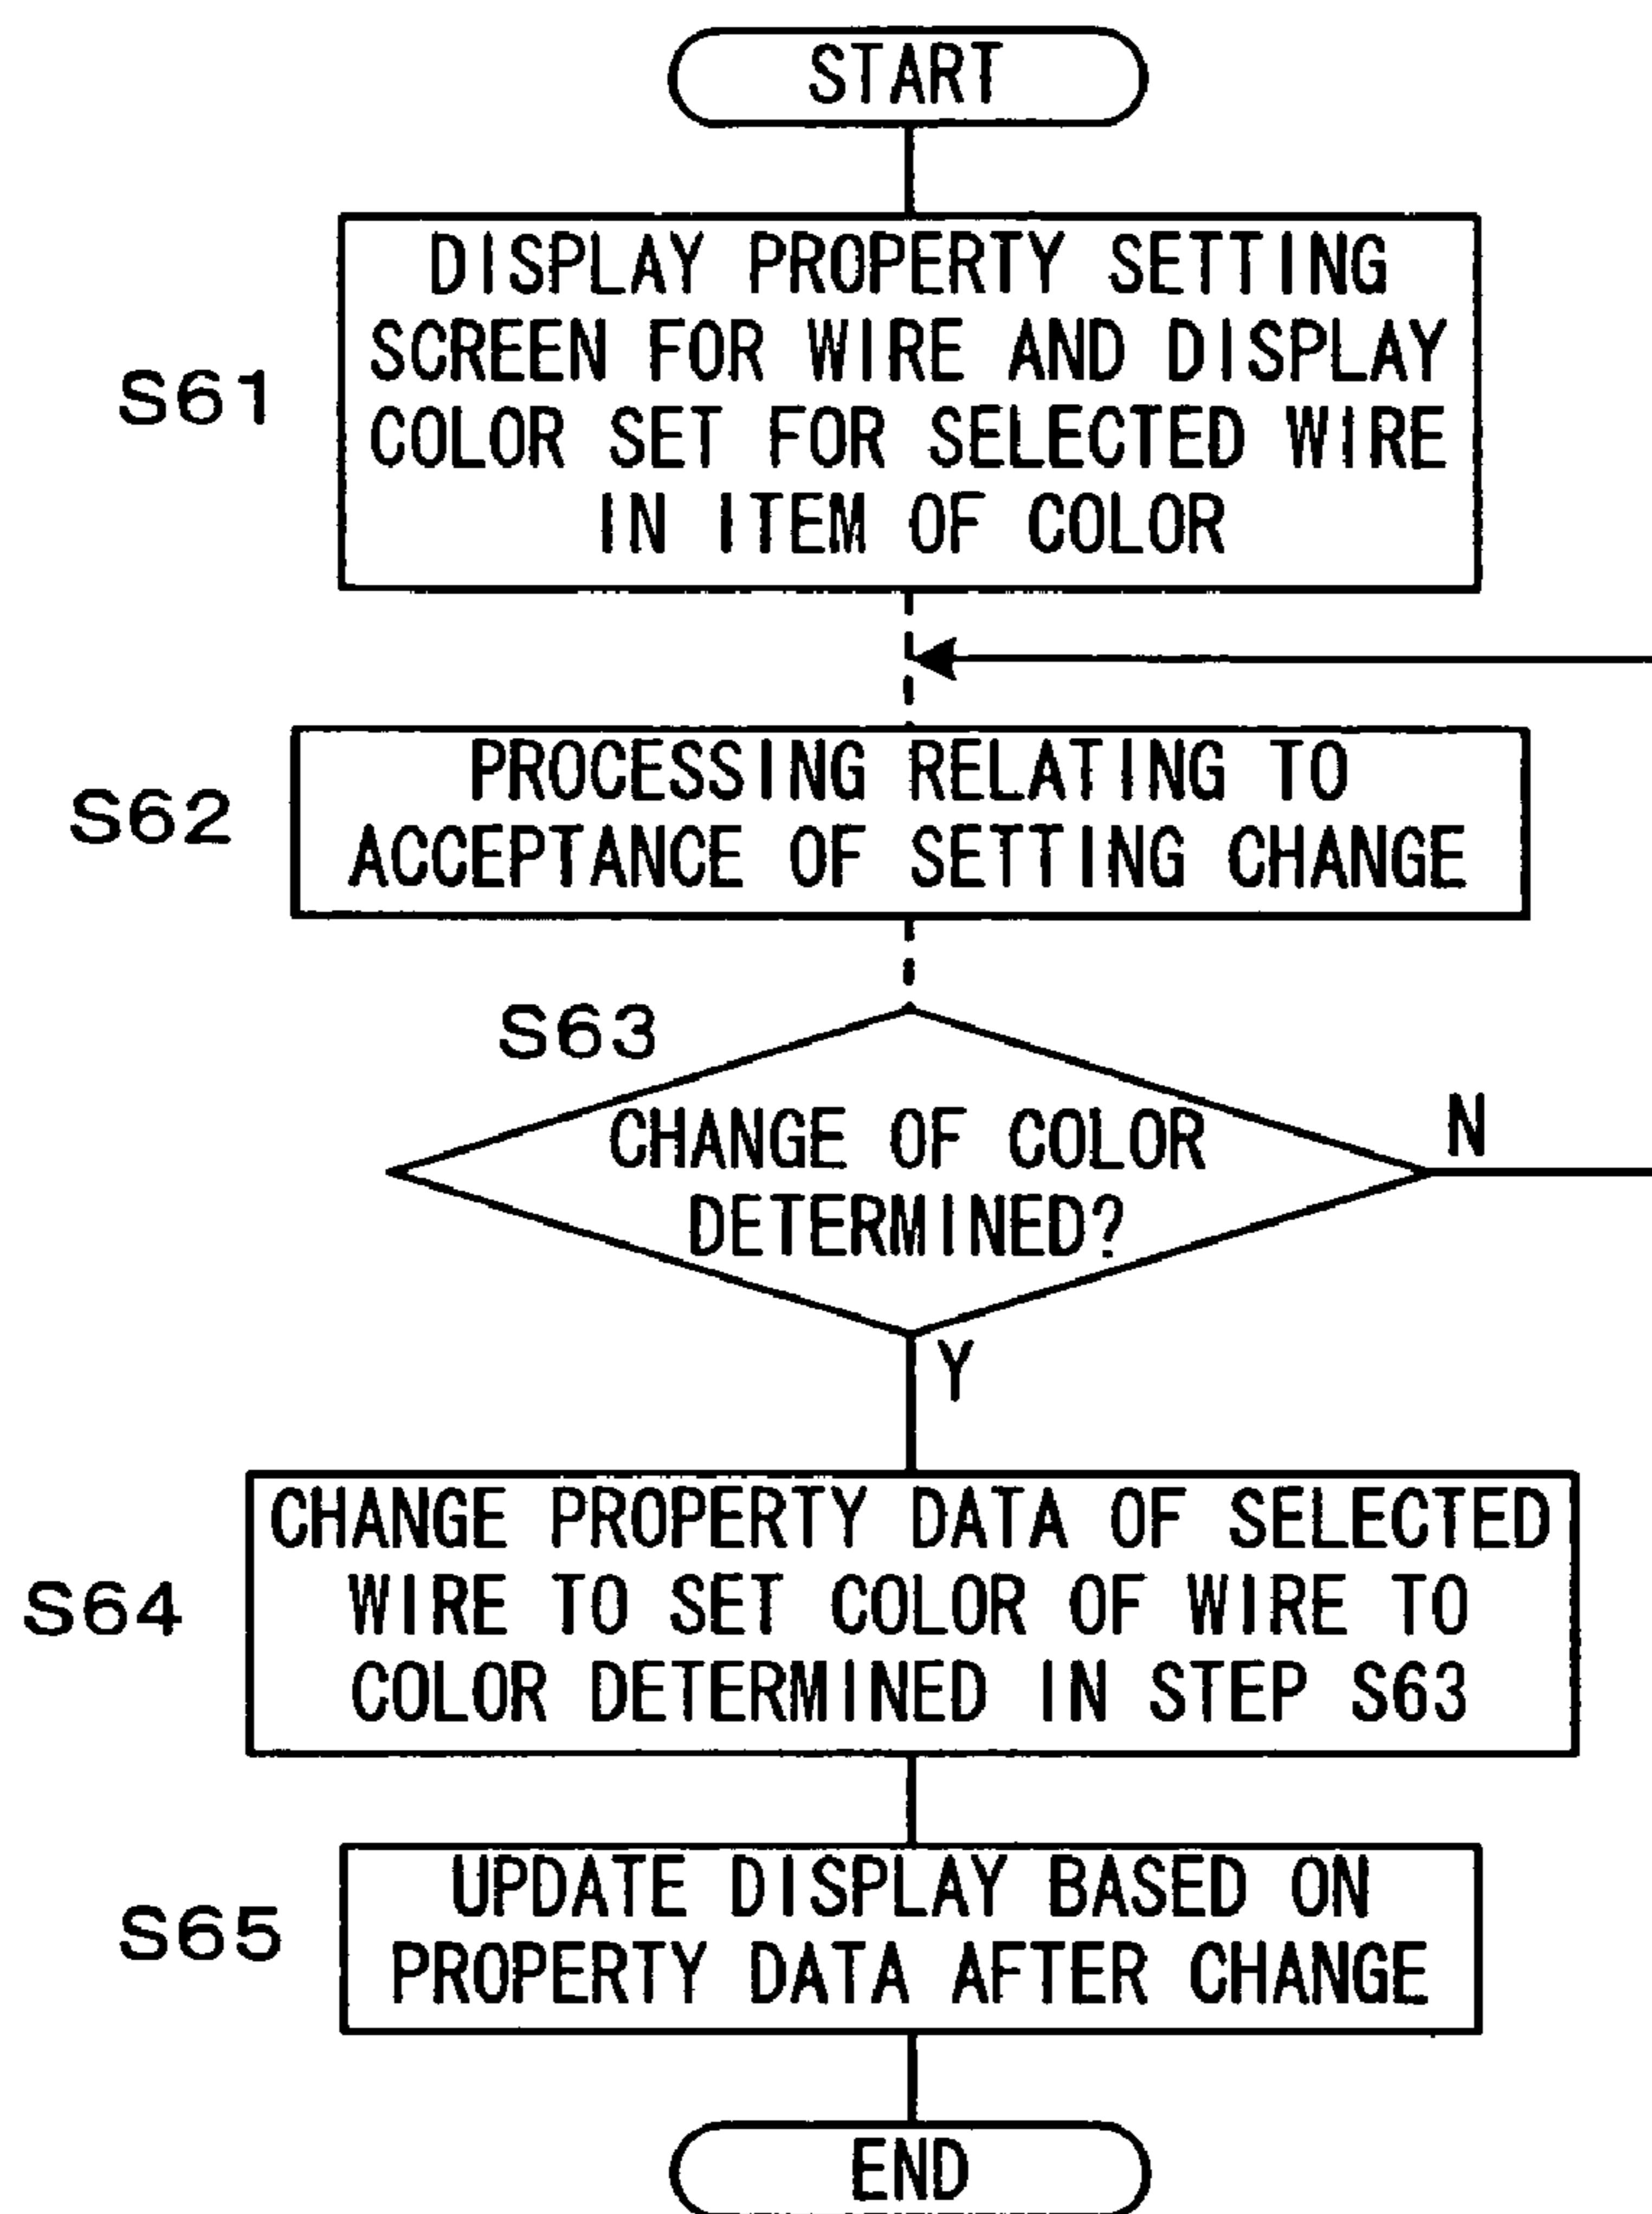 START
S61
DISPLAY PROPERTY SETTING
SCREEN FOR WIRE AND DISPLAY
COLOR SET FOR SELECTED WIRE
IN ITEM OF COLOR
S62
PROCESSING RELATING TO
ACCEPTANCE OF SETTING CHANGE
S63
CHANGE OF COLOR
DETERMINED?
N
Y
S64
CHANGE PROPERTY DATA OF SELECTED
WIRE TO SET COLOR OF WIRE TO
COLOR DETERMINED IN STEP S63
S65
UPDATE DISPLAY BASED ON
PROPERTY DATA AFTER CHANGE
END